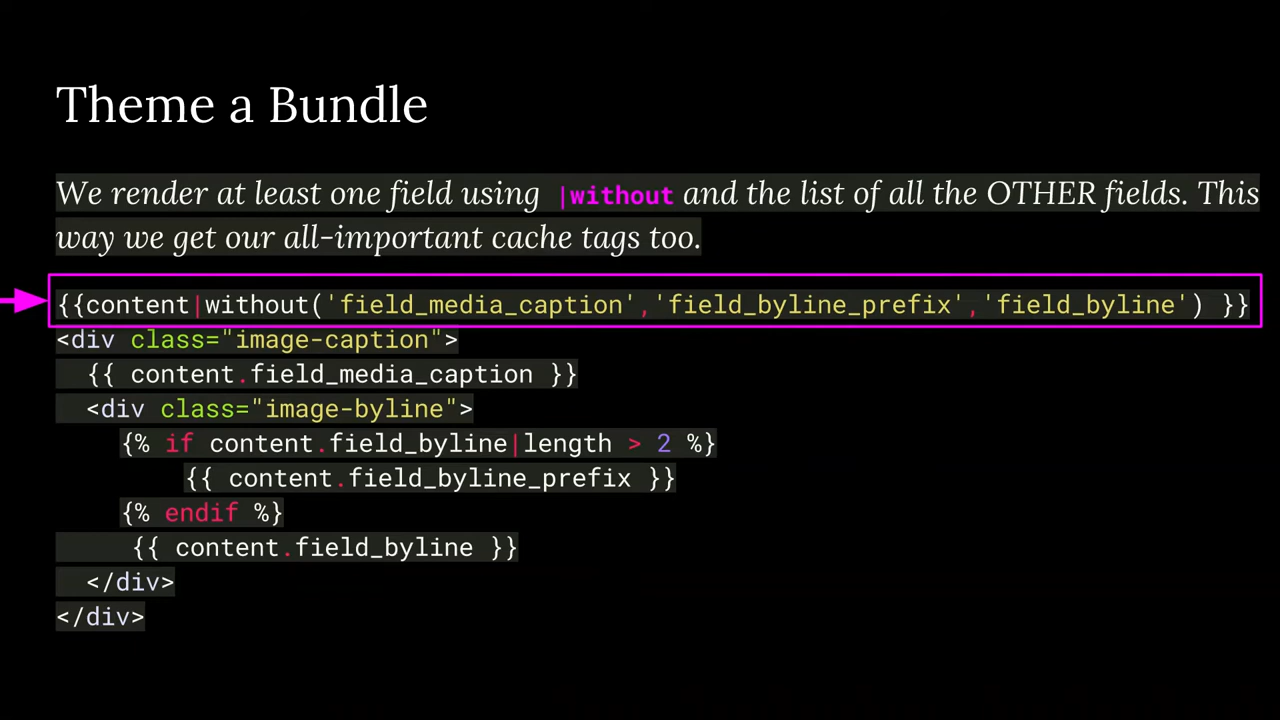 Theme a Bundle
We render at least one field using |without and the list of all the OTHER fields. This
way we get our all-important cache tags too.
{{content|without('field_media_caption','field_byline_prefix','field_byline') }}
<div class="image-caption">
  {{ content.field_media_caption }}
  <div class="image-byline">
    {% if content.field_byline|length > 2 %}
        {{ content.field_byline_prefix }}
    {% endif %}
     {{ content.field_byline }}
  </div>
</div>